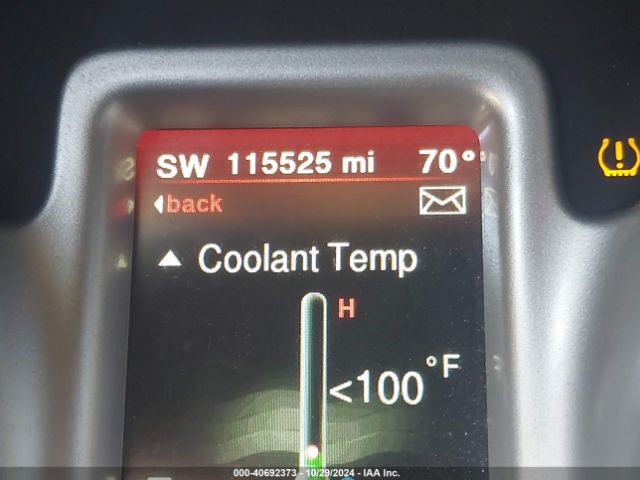 SW 115525 mi 70°
back
Coolant Temp
H
<100 °F
000-40692373 - 10/29/2024 - IAA Inc.